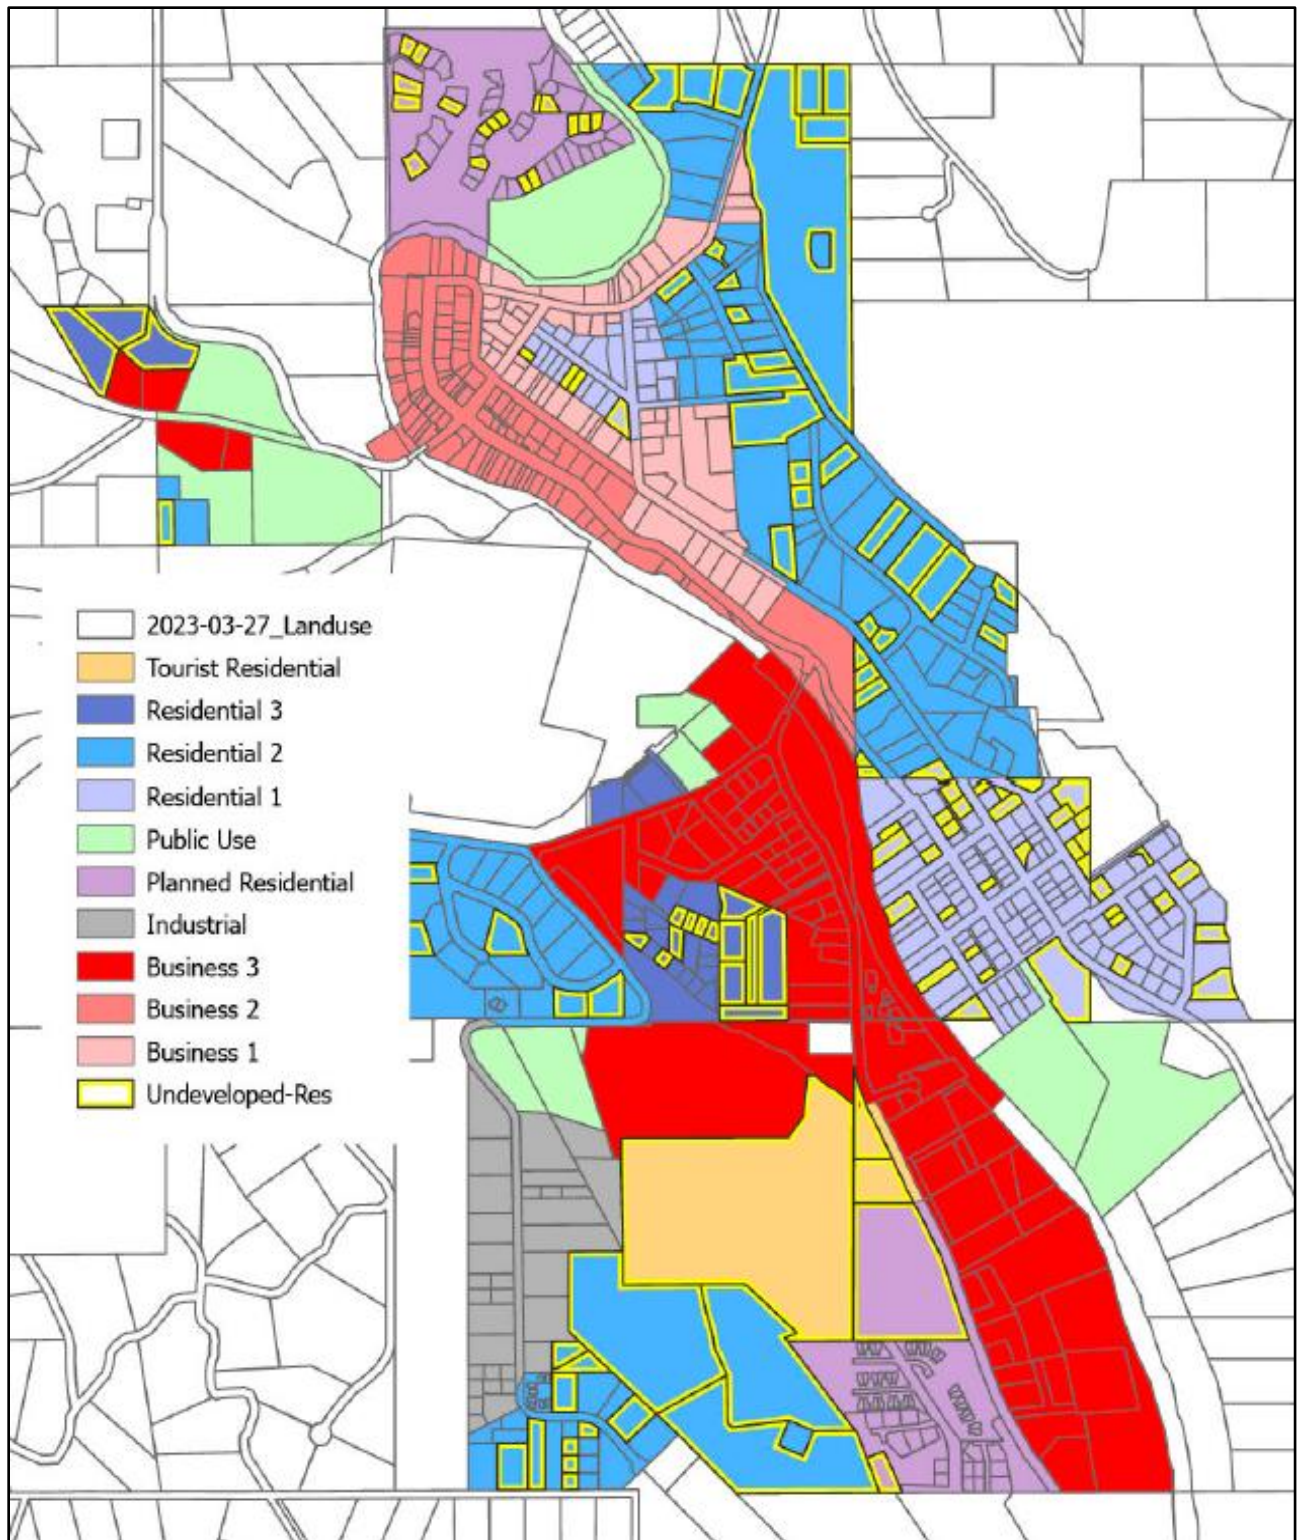 2023-03-27_Landuse
Tourist Residential
Residential 3
Residential 2
Residential 1
Public Use
Planned Residential
Industrial
Business 3
Business 2
Business 1
Undeveloped-Res